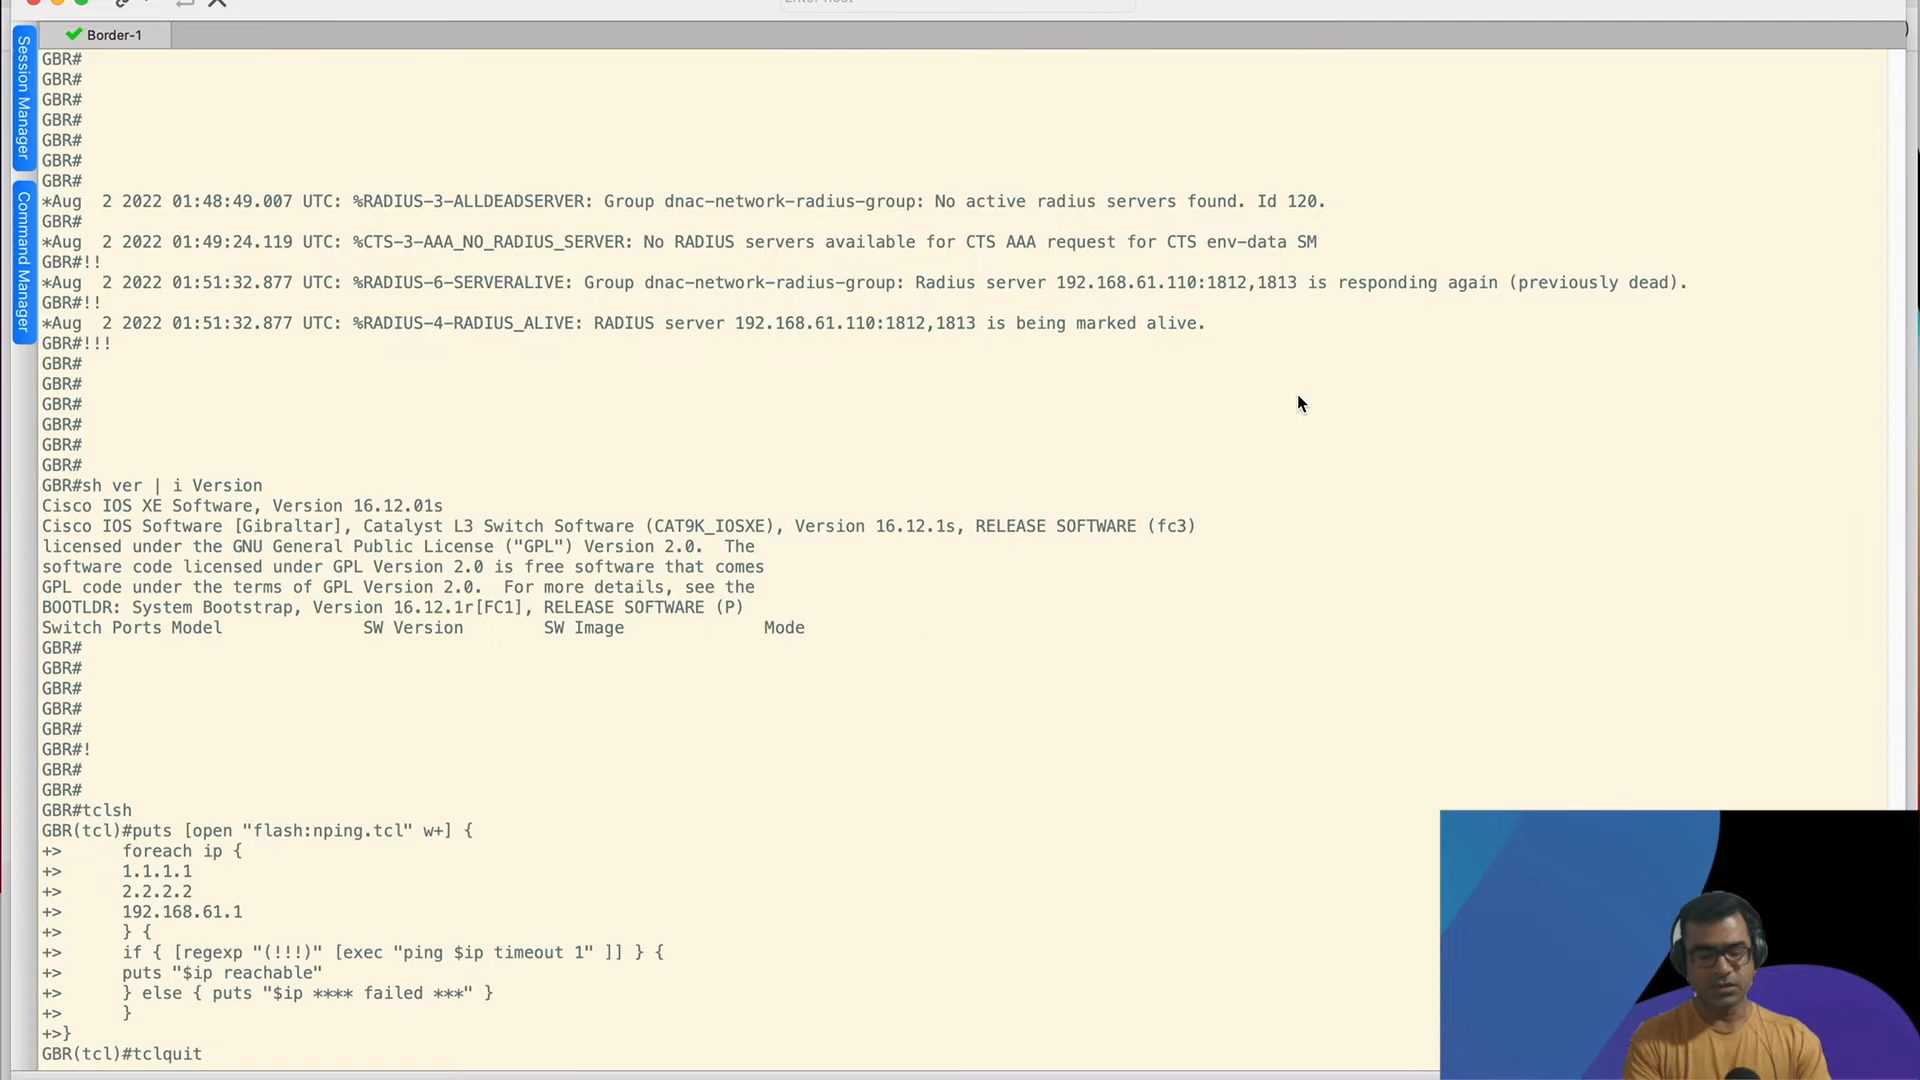 Enter host
Border-1
Session Manager
Command Manager
GBR#
GBR#
GBR#
GBR#
GBR#
GBR#
GBR#
*Aug  2 2022 01:48:49.007 UTC: %RADIUS-3-ALLDEADSERVER: Group dnac-network-radius-group: No active radius servers found. Id 120.
GBR#
*Aug  2 2022 01:49:24.119 UTC: %CTS-3-AAA_NO_RADIUS_SERVER: No RADIUS servers available for CTS AAA request for CTS env-data SM
GBR#!!
*Aug  2 2022 01:51:32.877 UTC: %RADIUS-6-SERVERALIVE: Group dnac-network-radius-group: Radius server 192.168.61.110:1812,1813 is responding again (previously dead).
GBR#!!
*Aug  2 2022 01:51:32.877 UTC: %RADIUS-4-RADIUS_ALIVE: RADIUS server 192.168.61.110:1812,1813 is being marked alive.
GBR#!!!
GBR#
GBR#
GBR#
GBR#
GBR#
GBR#
GBR#sh ver | i Version
Cisco IOS XE Software, Version 16.12.01s
Cisco IOS Software [Gibraltar], Catalyst L3 Switch Software (CAT9K_IOSXE), Version 16.12.1s, RELEASE SOFTWARE (fc3)
licensed under the GNU General Public License ("GPL") Version 2.0.  The
software code licensed under GPL Version 2.0 is free software that comes
GPL code under the terms of GPL Version 2.0.  For more details, see the
BOOTLDR: System Bootstrap, Version 16.12.1r[FC1], RELEASE SOFTWARE (P)
Switch Ports Model              SW Version        SW Image              Mode
GBR#
GBR#
GBR#
GBR#
GBR#
GBR#!
GBR#
GBR#
GBR#tclsh
GBR(tcl)#puts [open "flash:nping.tcl" w+] {
+>      foreach ip {
+>      1.1.1.1
+>      2.2.2.2
+>      192.168.61.1
+>      } {
+>      if { [regexp "(!!!)" [exec "ping $ip timeout 1" ]] } {
+>      puts "$ip reachable"
+>      } else { puts "$ip **** failed ***" }
+>      }
+>}
GBR(tcl)#tclquit